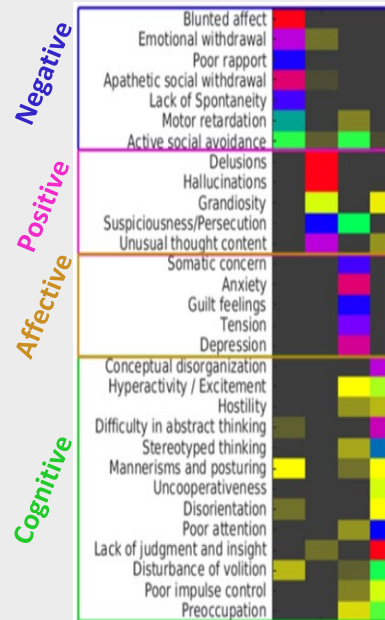 Negative
Blunted affect
Emotional withdrawal
Poor rapport
Apathetic social withdrawal
Lack of Spontaneity
Motor retardation
Active social avoidance
Positive
Delusions
Hallucinations
Grandiosity
Suspiciousness/Persecution
Unusual thought content
Affective
Somatic concern
Anxiety
Guilt feelings
Tension
Depression
Cognitive
Conceptual disorganization
Hyperactivity / Excitement
Hostility
Difficulty in abstract thinking
Stereotyped thinking
Mannerisms and posturing
Uncooperativeness
Disorientation
Poor attention
Lack of judgment and insight
Disturbance of volition
Poor impulse control
Preoccupation